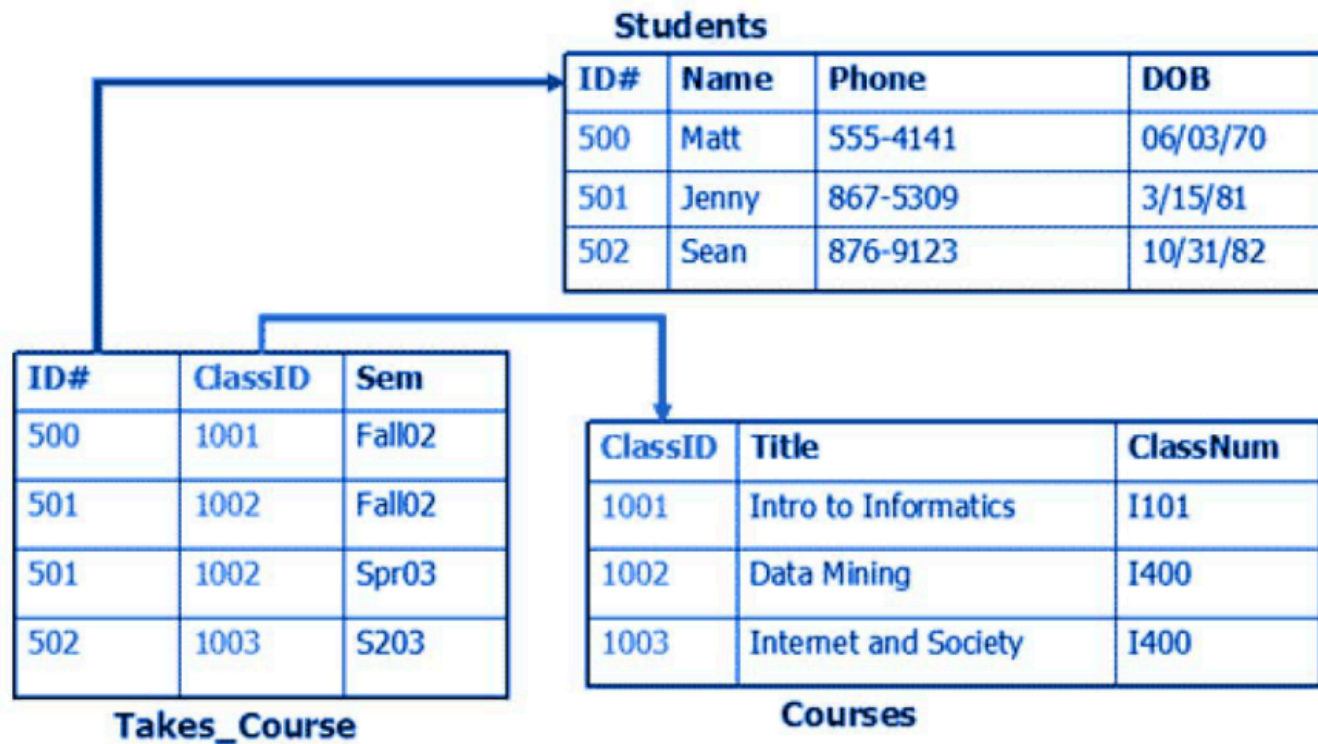 Students
ID# Name Phone DOB
500 Matt 555-4141 06/03/70
501 Jenny 867-5309 3/15/81
502 Sean 876-9123 10/31/82
ID# ClassID Sem
500 1001 Fall02
501 1002 Fall02
501 1002 Spr03
502 1003 S203
Takes_Course
ClassID Title ClassNum
1001 Intro to Informatics I101
1002 Data Mining I400
1003 Internet and Society I400
Courses